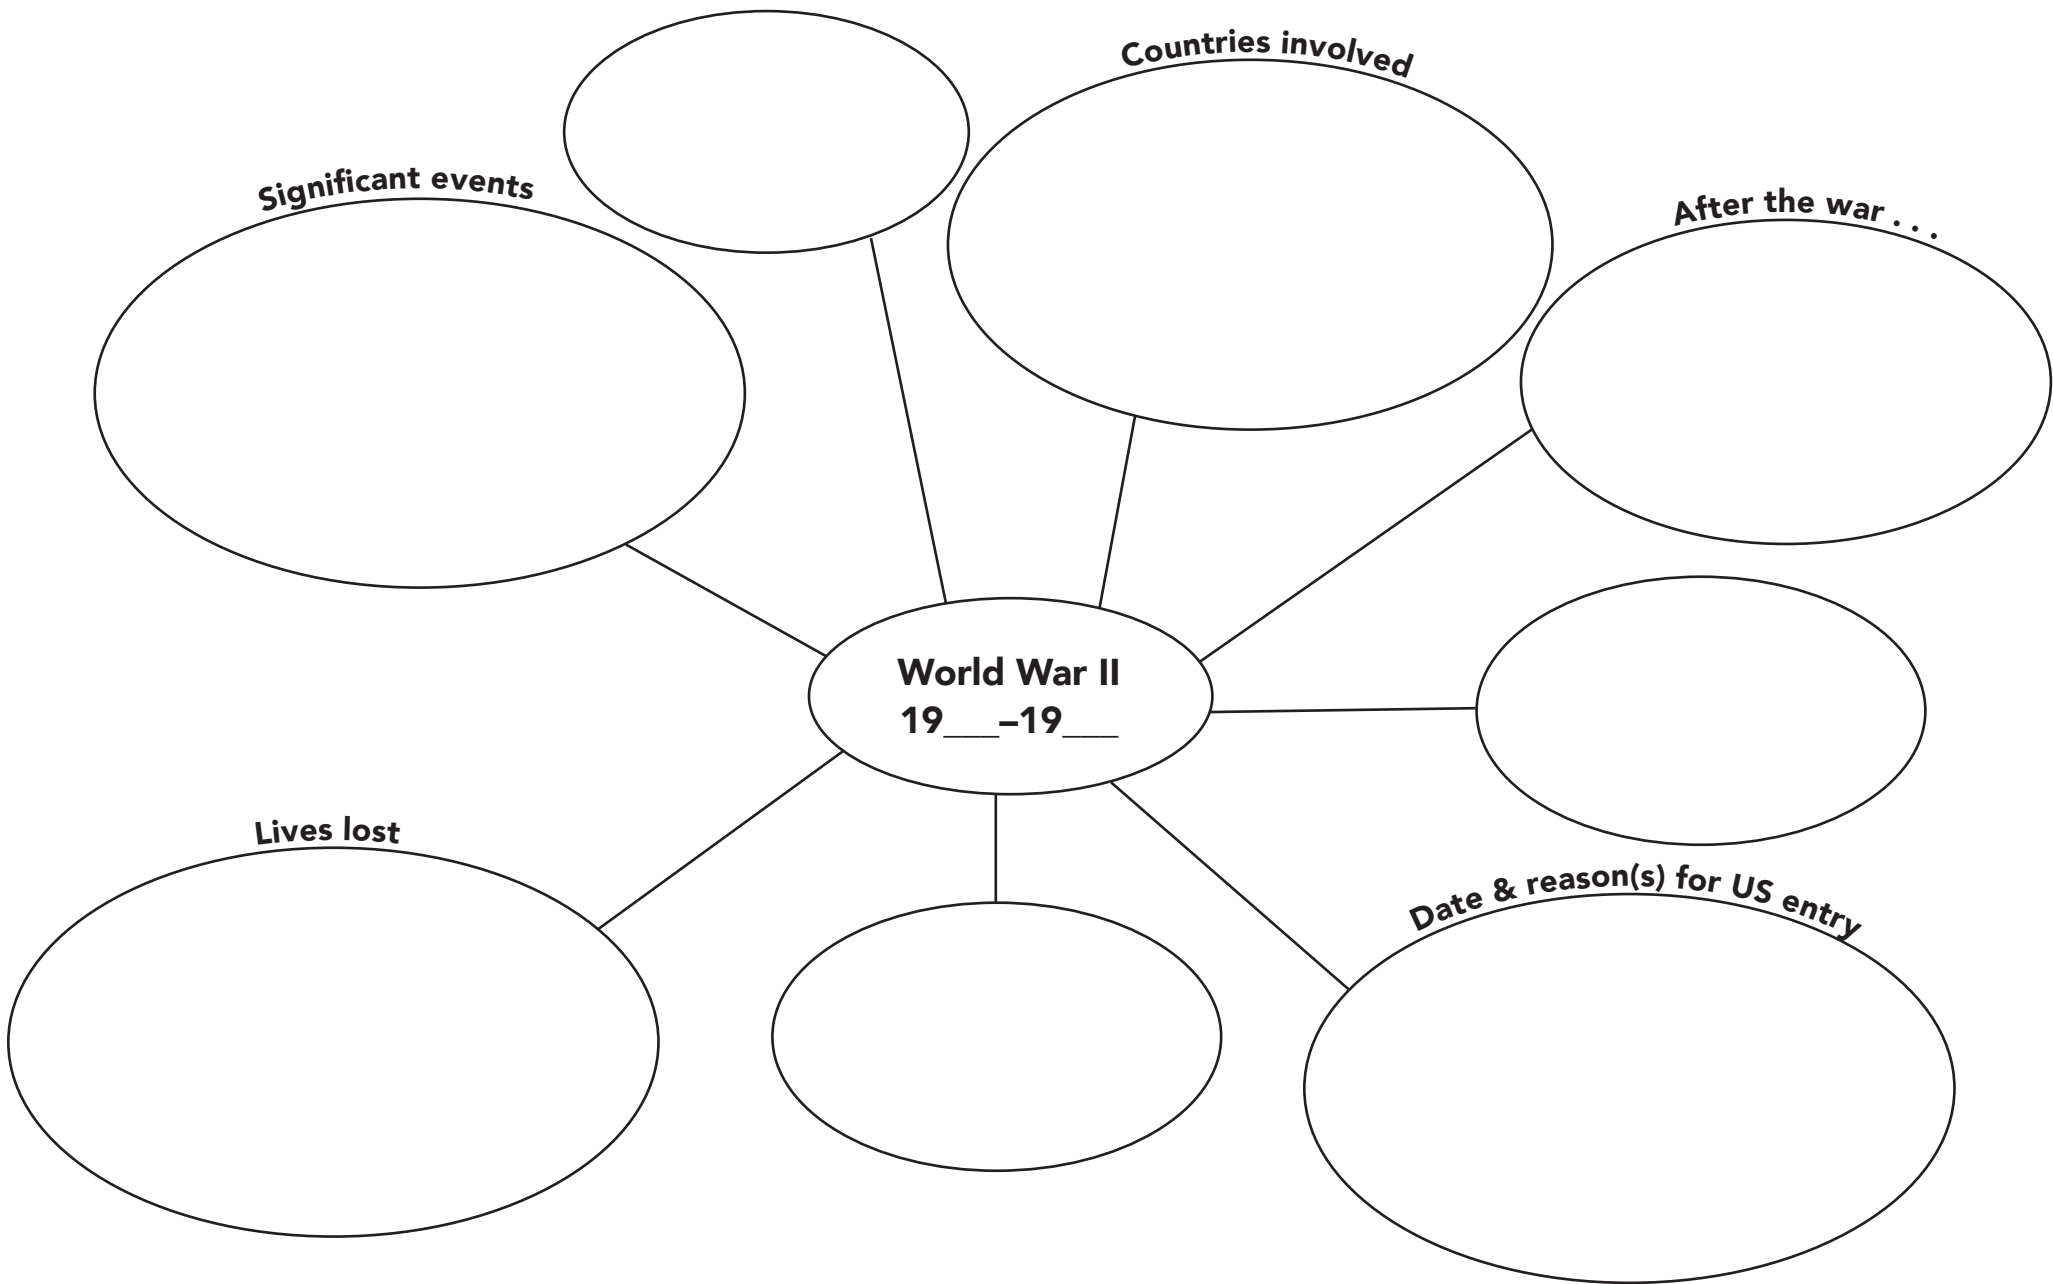 Countries involved
Significant events
After the war . . .
World War II
19___–19___
Lives lost
Date & reason(s) for US entry